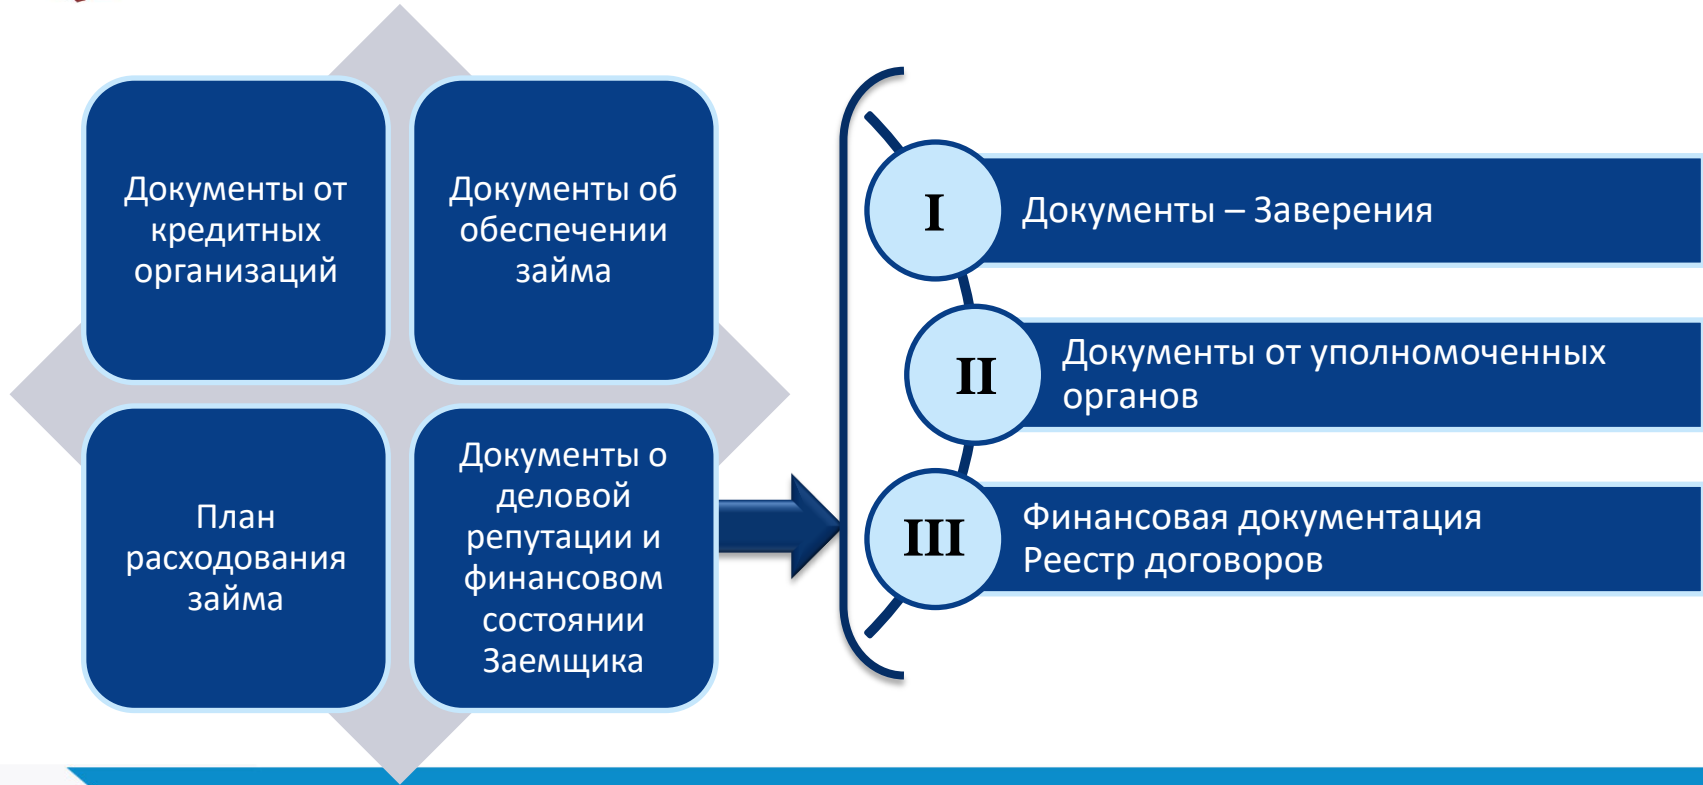 Документы от
кредитных
организаций
Документы об
обеспечении
займа
План
расходования
займа
Документы о
деловой
репутации и
финансовом
состоянии
Заемщика
I
Документы – Заверения
II
Документы от уполномоченных
органов
III
Финансовая документация
Реестр договоров